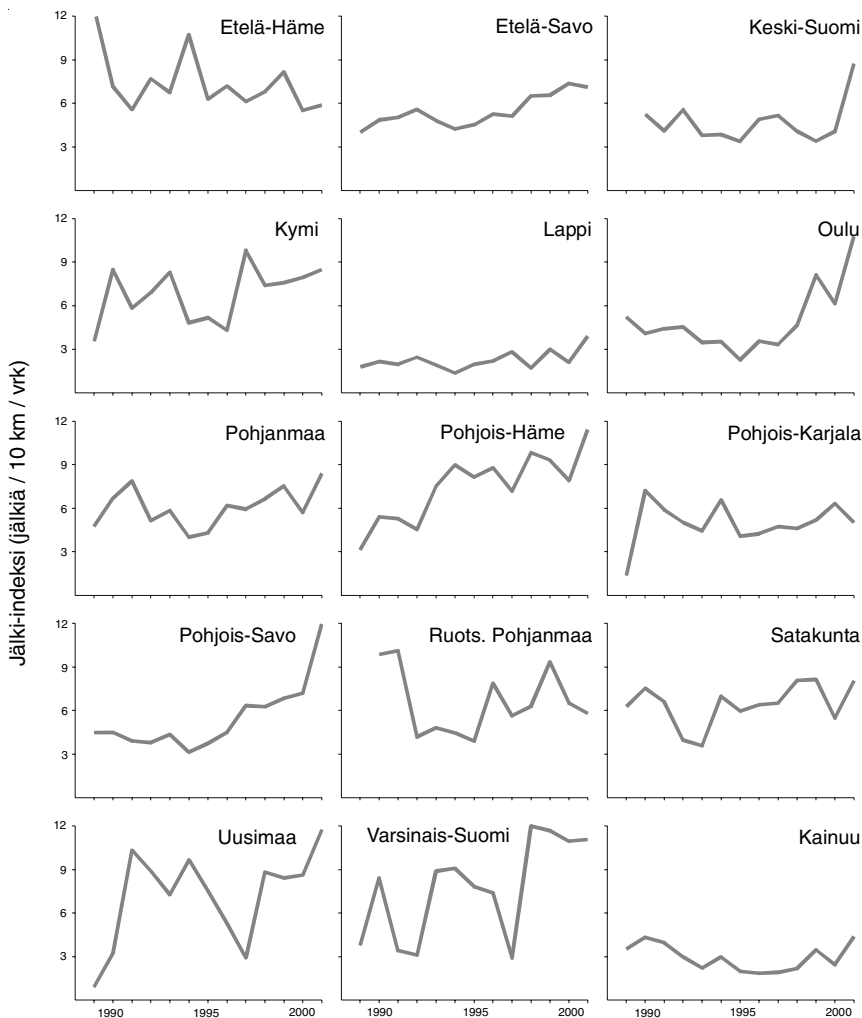 Jälki-indeksi (jälkiä / 10 km / vrk)
12
9
6
3
Etelä-Häme
Etelä-Savo
Keski-Suomi
12
9
6
3
Kymi
Lappi
Oulu
12
9
6
3
Pohjanmaa
Pohjois-Häme
Pohjois-Karjala
12
9
6
3
Pohjois-Savo
Ruots. Pohjanmaa
Satakunta
12
9
6
3
Uusimaa
Varsinais-Suomi
Kainuu
1990 1995 2000 1990 1995 2000 1990 1995 2000